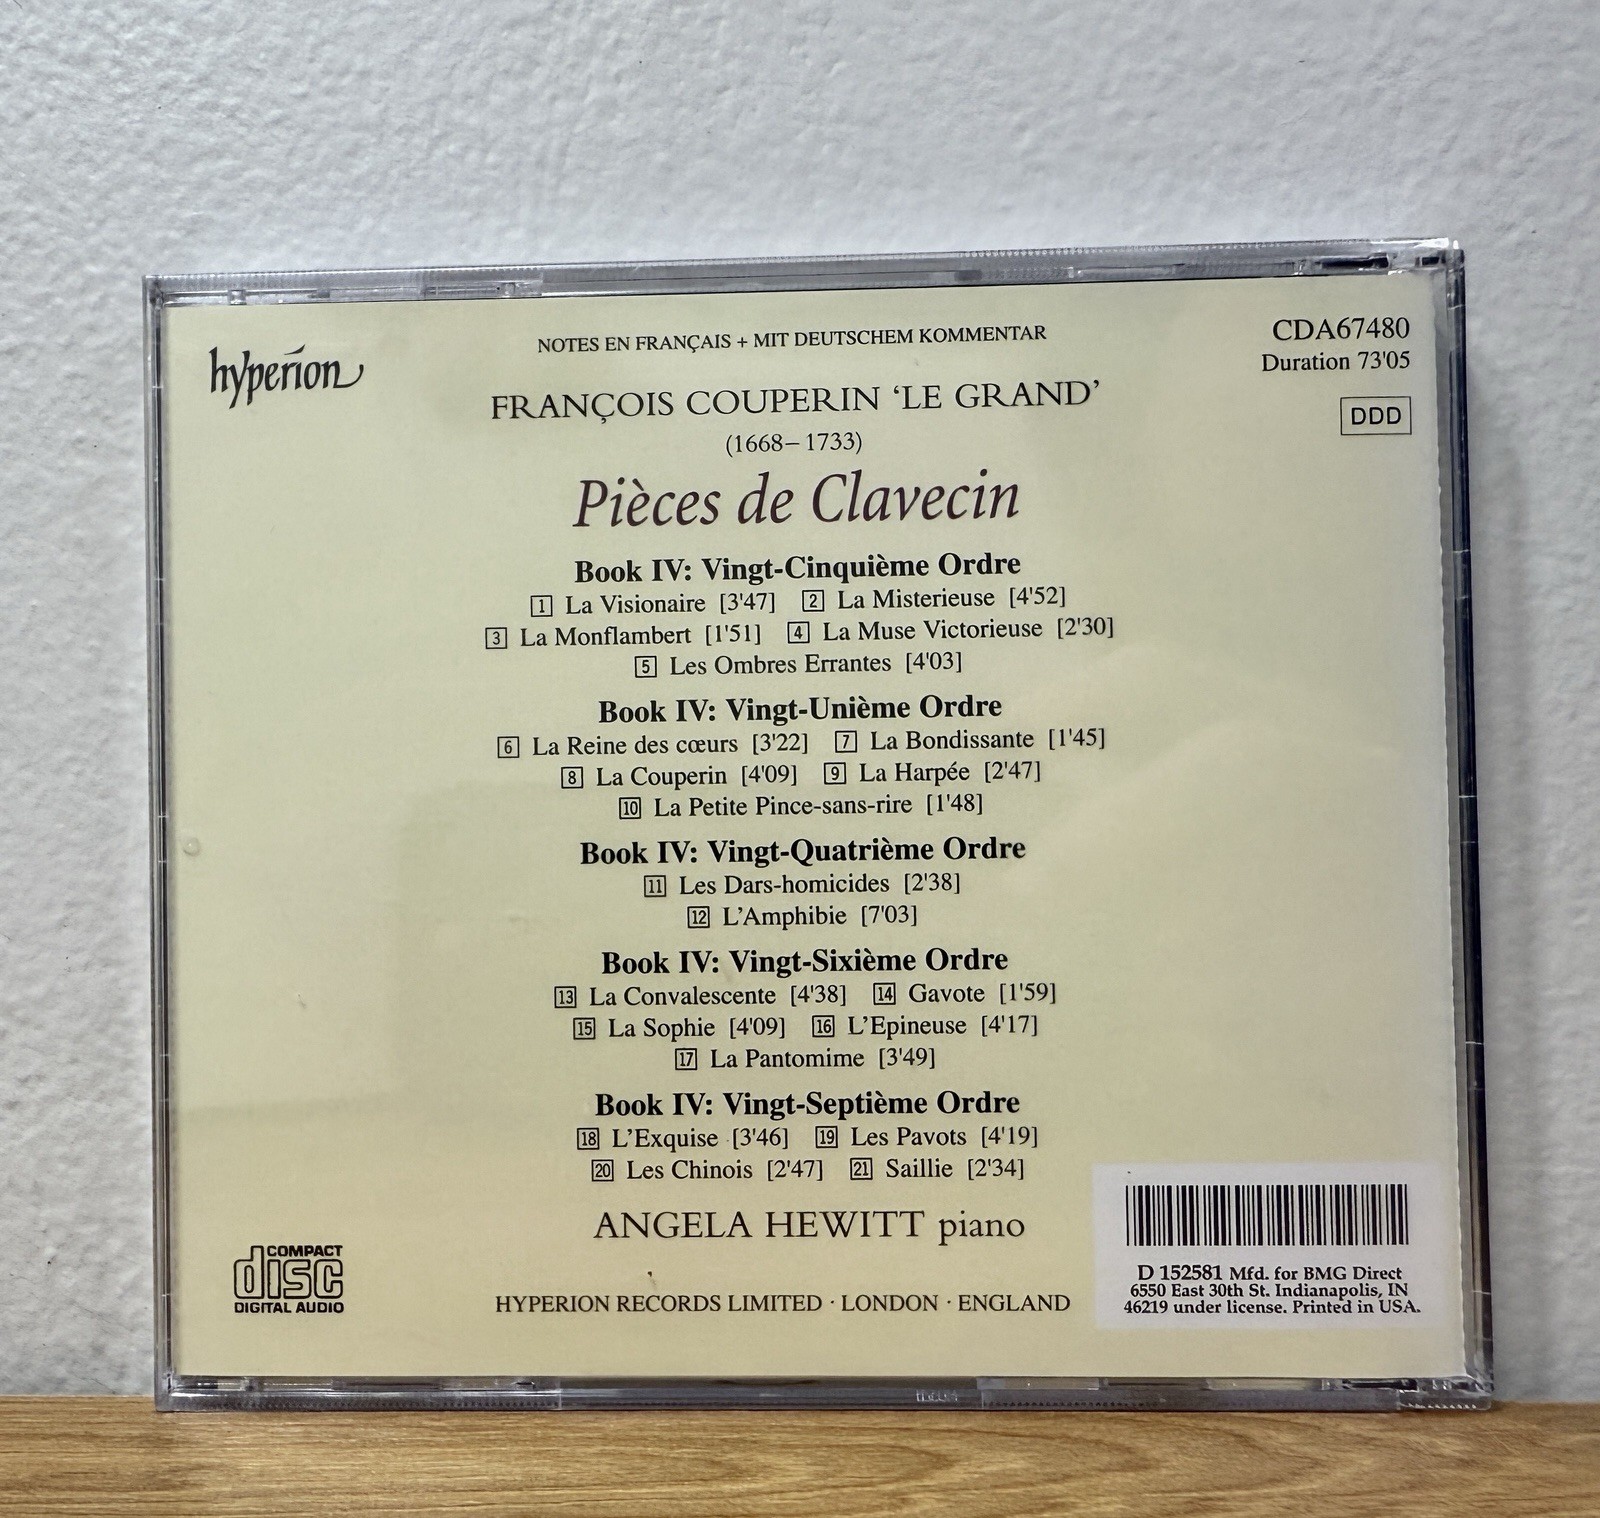 hyperion
NOTES EN FRANÇAIS + MIT DEUTSCHEM KOMMENTAR
CDA67480
Duration 73'05
DDD
FRANÇOIS COUPERIN ‘LE GRAND’
(1668–1733)
Pièces de Clavecin
Book IV: Vingt-Cinquième Ordre
1 La Visionaire [3'47] 2 La Misterieuse [4'52]
3 La Monflambert [1'51] 4 La Muse Victorieuse [2'30]
5 Les Ombres Errantes [4'03]
Book IV: Vingt-Unième Ordre
6 La Reine des cœurs [3'22] 7 La Bondissante [1'45]
8 La Couperin [4'09] 9 La Harpée [2'47]
10 La Petite Pince-sans-rire [1'48]
Book IV: Vingt-Quatrième Ordre
11 Les Dars-homicides [2'38]
12 L’Amphibie [7'03]
Book IV: Vingt-Sixième Ordre
13 La Convalescente [4'38] 14 Gavote [1'59]
15 La Sophie [4'09] 16 L’Epineuse [4'17]
17 La Pantomime [3'49]
Book IV: Vingt-Septième Ordre
18 L’Exquise [3'46] 19 Les Pavots [4'19]
20 Les Chinois [2'47] 21 Saillie [2'34]
ANGELA HEWITT piano
HYPERION RECORDS LIMITED · LONDON · ENGLAND
COMPACT
disc
DIGITAL AUDIO
D 152581 Mfd. for BMG Direct
6550 East 30th St. Indianapolis, IN
46219 under license. Printed in USA.